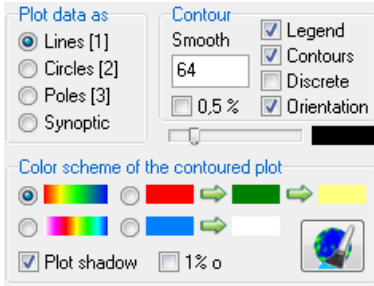 Plot data as
Lines [1]
Circles [2]
Poles [3]
Synoptic
Contour
Smooth
64
0,5 %
Legend
Contours
Discrete
Orientation
Color scheme of the contoured plot
Plot shadow
1% o